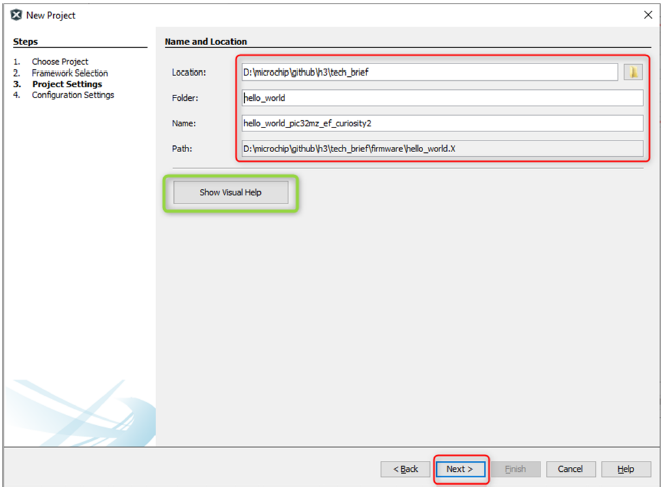 New Project
Steps
1. Choose Project
2. Framework Selection
3. Project Settings
4. Configuration Settings
Name and Location
Location: D:\microchip\github\h3\tech_brief
Folder: hello_world
Name: hello_world_pic32mz_ef_curiosity2
Path: D:\microchip\github\h3\tech_brief\firmware\hello_world.X
Show Visual Help
< Back Next > Finish Cancel Help